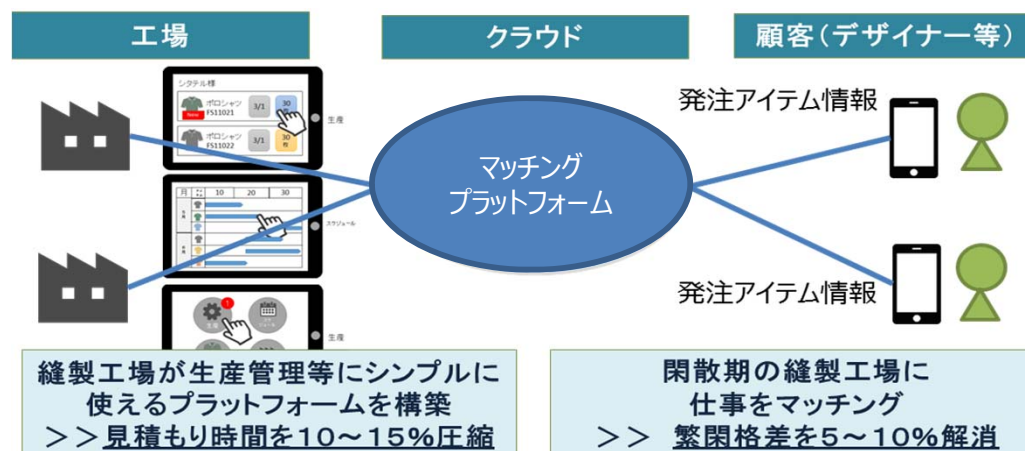 工場
クラウド
顧客(デザイナー等)
シタテル様
ポロシャツ
FS11021
3/1
30
New
生産
ポロシャツ
FS11022
3/1
30
枚
月
10
20
30
スケジュール
生産
生産
マッチング
プラットフォーム
発注アイテム情報
発注アイテム情報
縫製工場が生産管理等にシンプルに
使えるプラットフォームを構築
>>見積もり時間を10~15%圧縮
閑散期の縫製工場に
仕事をマッチング
>> 繁閑格差を5~10%解消